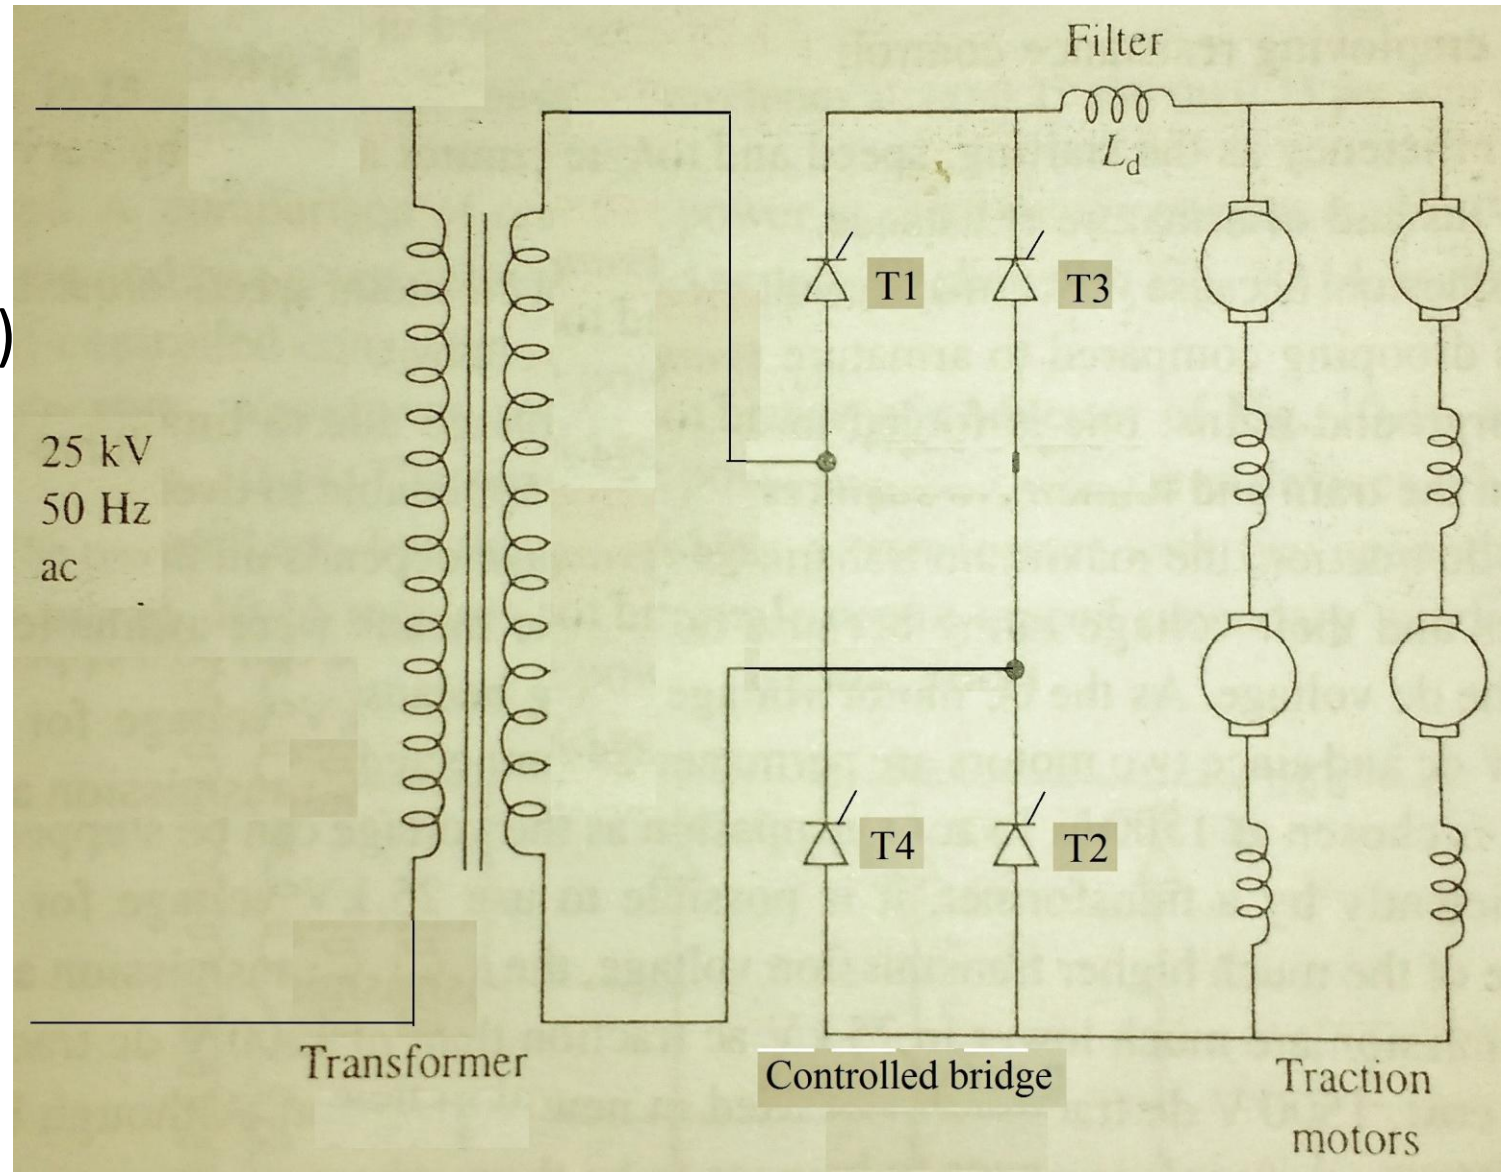 )
Filter
L_d
T1
T3
25 kV
50 Hz
ac
T4
T2
Transformer
Controlled bridge
Traction
motors